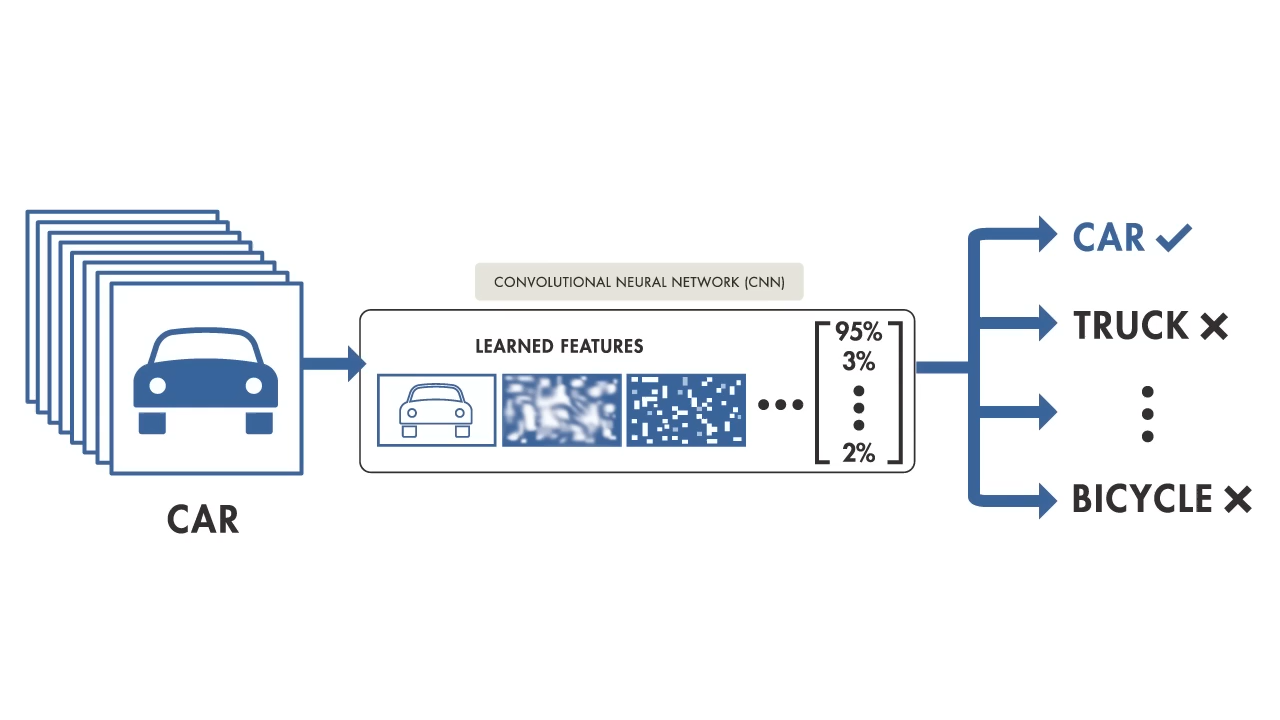 CAR
CONVOLUTIONAL NEURAL NETWORK (CNN)
LEARNED FEATURES
95%
3%
2%
CAR
TRUCK
BICYCLE